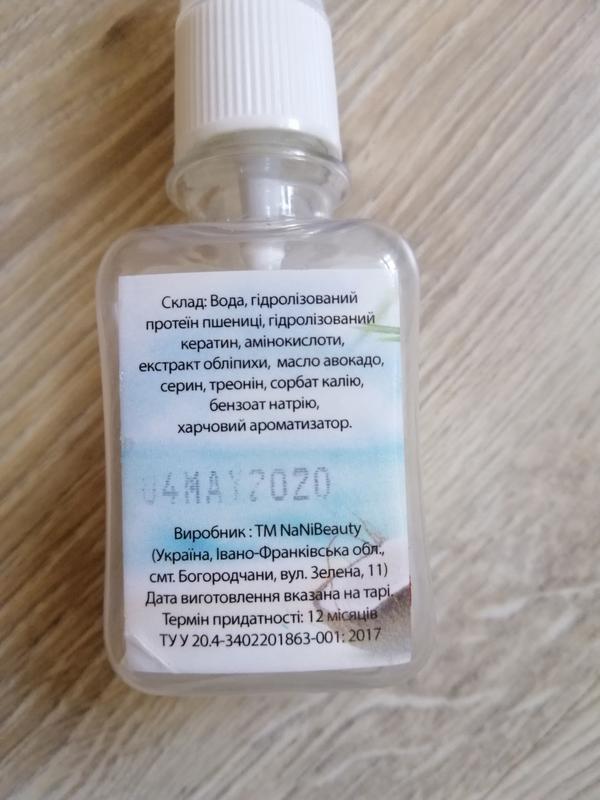 Склад: Вода, гідролізований
протеїн пшениці, гідролізований
кератин, амінокислоти,
екстракт обліпихи, масло авокадо,
серин, треонін, сорбат калію,
бензоат натрію,
харчовий ароматизатор.
04MAY2020
Виробник : ТМ NaNiBeauty
(Україна, Івано-Франківська обл.,
смт. Богородчани, вул. Зелена, 11)
Дата виготовлення вказана на тарі.
Термін придатності: 12 місяців
ТУ У 20.4-3402201863-001: 2017